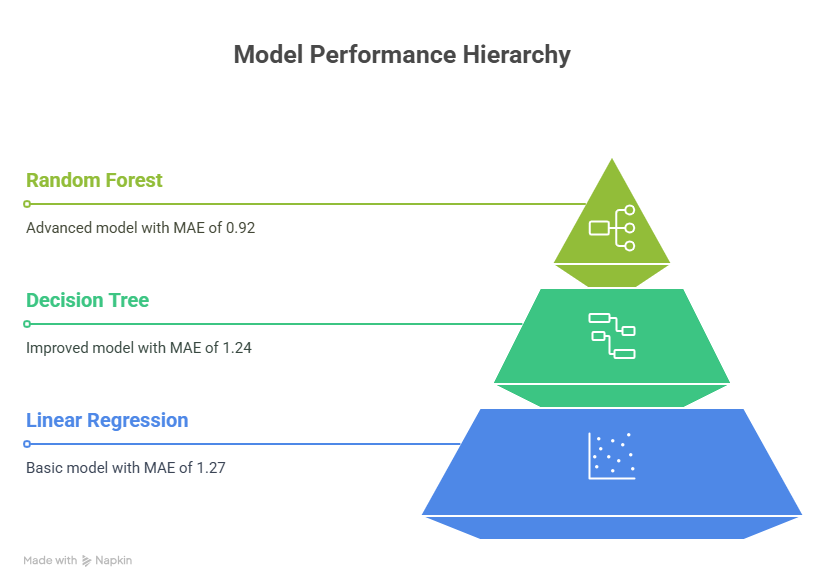 Model Performance Hierarchy
Random Forest
Advanced model with MAE of 0.92
Decision Tree
Improved model with MAE of 1.24
Linear Regression
Basic model with MAE of 1.27
Made with Napkin